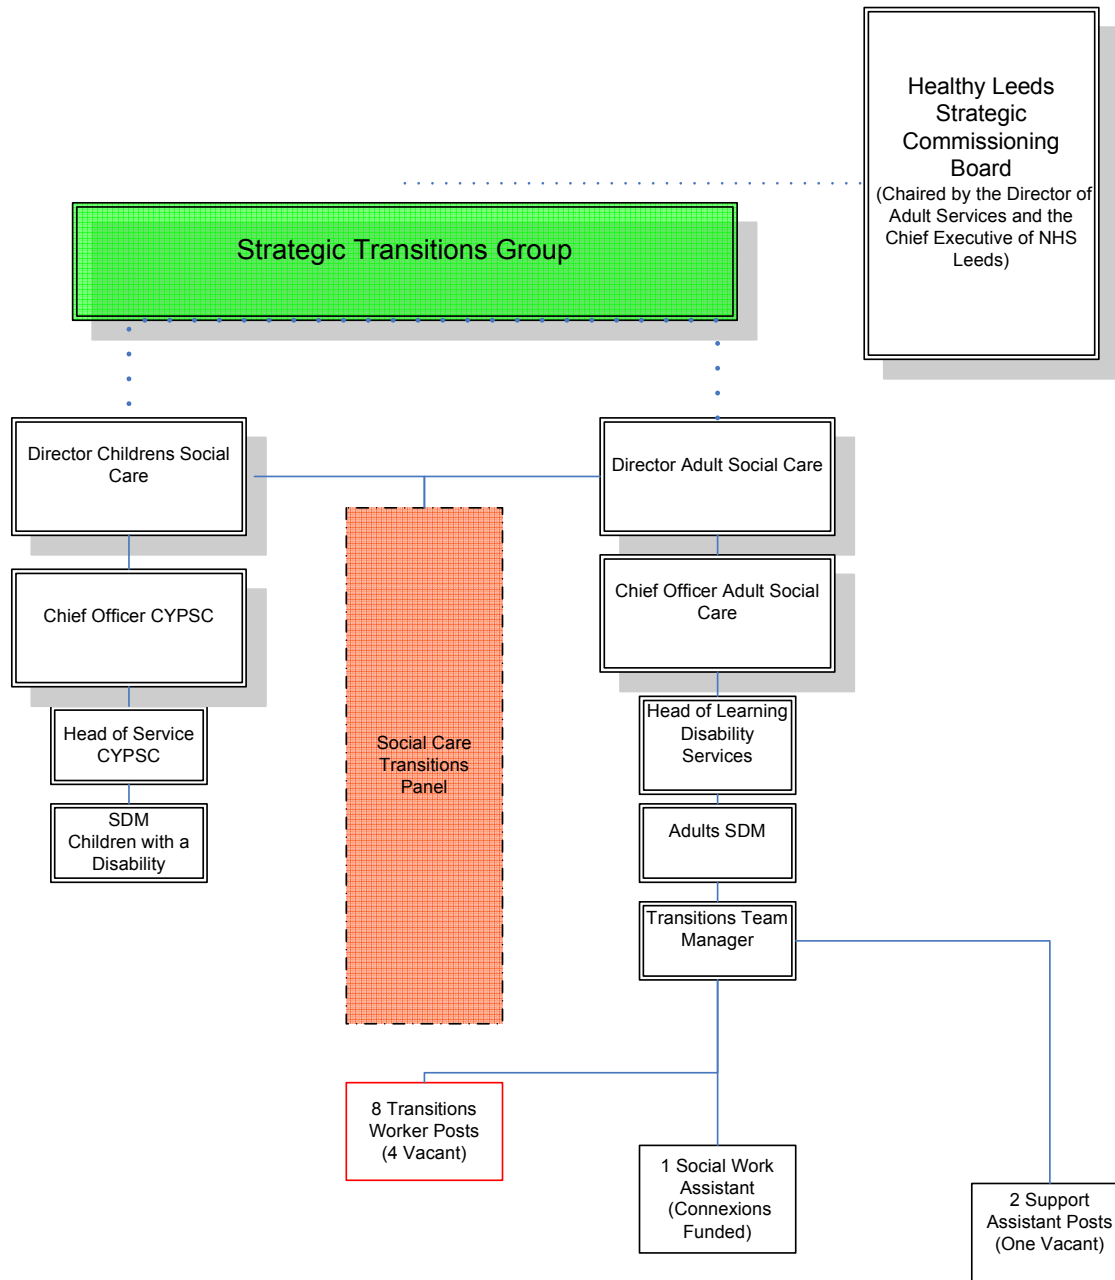 Healthy Leeds
Strategic
Commissioning
Board
(Chaired by the Director of
Adult Services and the
Chief Executive of NHS
Leeds)
Strategic Transitions Group
Director Childrens Social
Care
Director Adult Social Care
Chief Officer CYPSC
Chief Officer Adult Social
Care
Head of Service
CYPSC
Social Care
Transitions
Panel
Head of Learning
Disability
Services
SDM
Children with a
Disability
Adults SDM
Transitions Team
Manager
8 Transitions
Worker Posts
(4 Vacant)
1 Social Work
Assistant
(Connexions
Funded)
2 Support
Assistant Posts
(One Vacant)